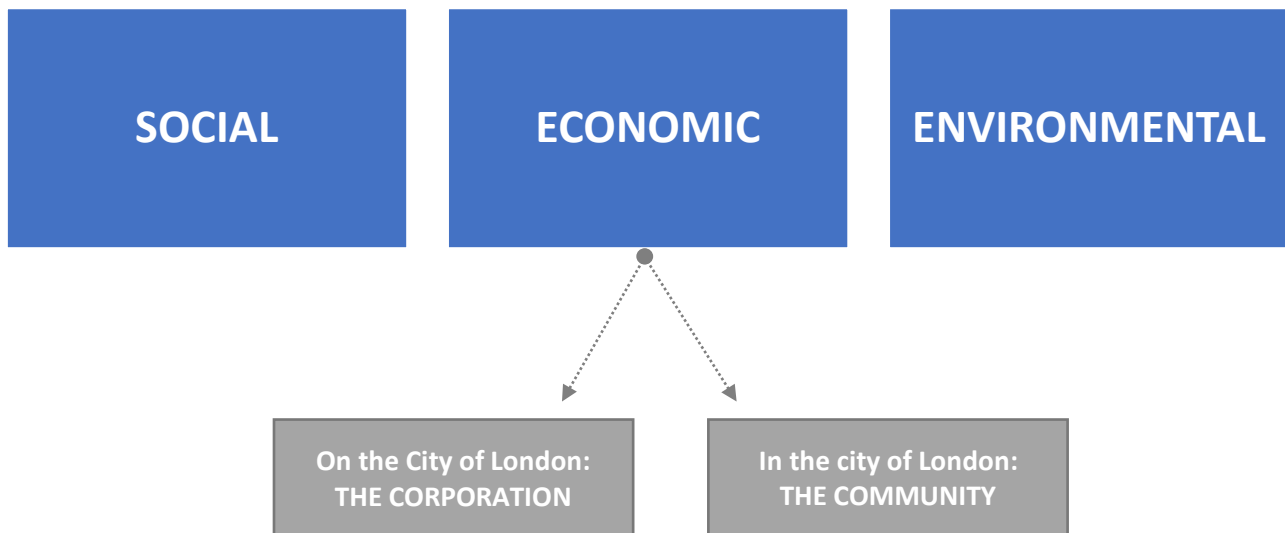 SOCIAL
ECONOMIC
ENVIRONMENTAL
On the City of London:
THE CORPORATION
In the city of London:
THE COMMUNITY